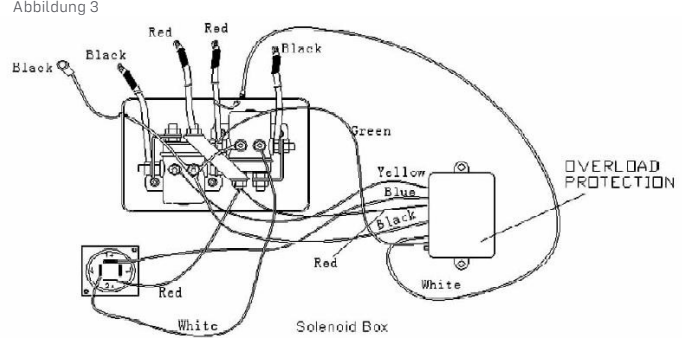 Abbildung 3
Red
Red
Black
Black
Black
Green
Yellow
Blue
OVERLOAD
PROTECTION
Black
Red
White
Red
White
Solenoid Box